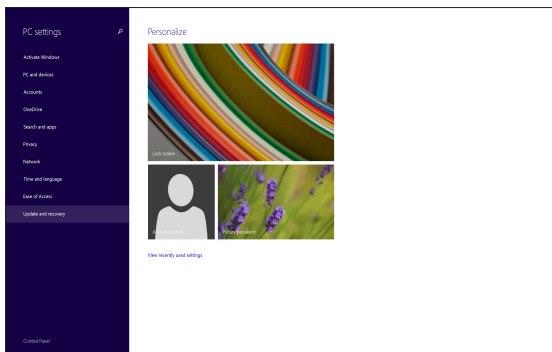 PC settings
Activate Windows
PC and devices
Accounts
OneDrive
Search and apps
Privacy
Network
Time and language
Ease of Access
Update and recovery
Control Panel
Personalize
Lock screen
Account picture
Picture password
View recently used settings